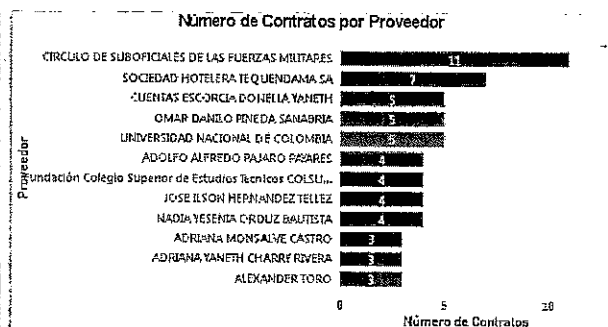 Número de Contratos por Proveedor
CIRCULO DE SUBOFICIALES DE LAS FUERZAS MILITARES 11
SOCIEDAD HOTELERA TEQUENDAMA SA 7
CUENTAS ESCORCIA DONELLA YANETH 5
OMAR DANILO PINEDA SANABRIA 5
UNIVERSIDAD NACIONAL DE COLOMBIA 5
ADOLFO ALFREDO PAJARO PAYARES 4
Fundación Colegio Superior de Estudios Tecnicos COLSU... 4
JOSE ILSON HERNANDEZ TELLEZ 4
NADIA YESENIA ORDUZ BAUTISTA 4
ADRIANA MONSALVE CASTRO 3
ADRIANA YANETH CHARRY RIVERA 3
ALEXANDER TORO 3
Proveedor
0 5 10
Número de Contratos